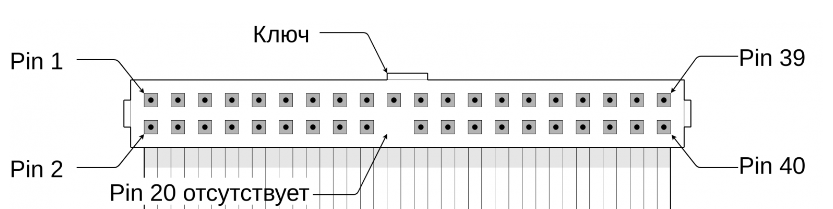 Ключ
Pin 1
Pin 39
Pin 2
Pin 40
Pin 20 отсутствует